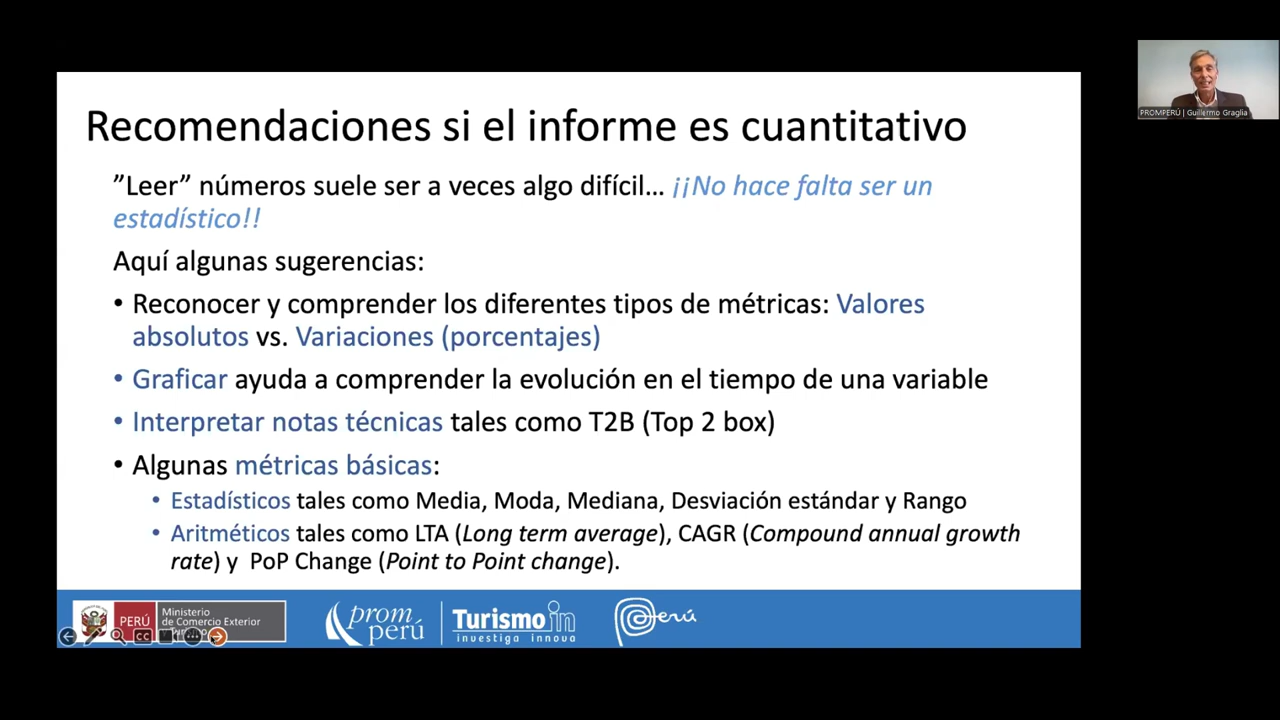 PROMPERÚ | Guillermo Graglia
Recomendaciones si el informe es cuantitativo
”Leer” números suele ser a veces algo difícil... ¡¡No hace falta ser un
estadístico!!
Aquí algunas sugerencias:
• Reconocer y comprender los diferentes tipos de métricas: Valores
absolutos vs. Variaciones (porcentajes)
• Graficar ayuda a comprender la evolución en el tiempo de una variable
• Interpretar notas técnicas tales como T2B (Top 2 box)
• Algunas métricas básicas:
• Estadísticos tales como Media, Moda, Mediana, Desviación estándar y Rango
• Aritméticos tales como LTA (Long term average), CAGR (Compound annual growth
rate) y PoP Change (Point to Point change).
PERÚ
Ministerio
de Comercio Exterior
prom
perú
Turismo in
investiga innova
Perú
CC